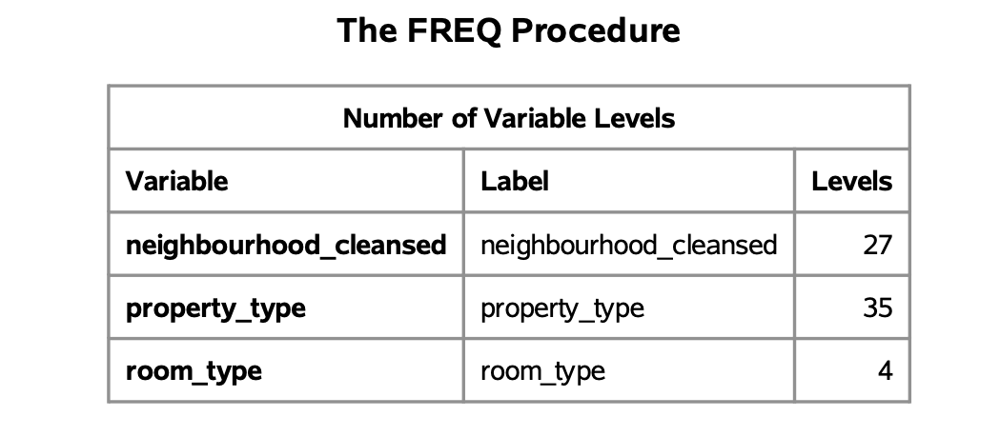 The FREQ Procedure
Number of Variable Levels
Variable Label Levels
neighbourhood_cleansed neighbourhood_cleansed 27
property_type property_type 35
room_type room_type 4